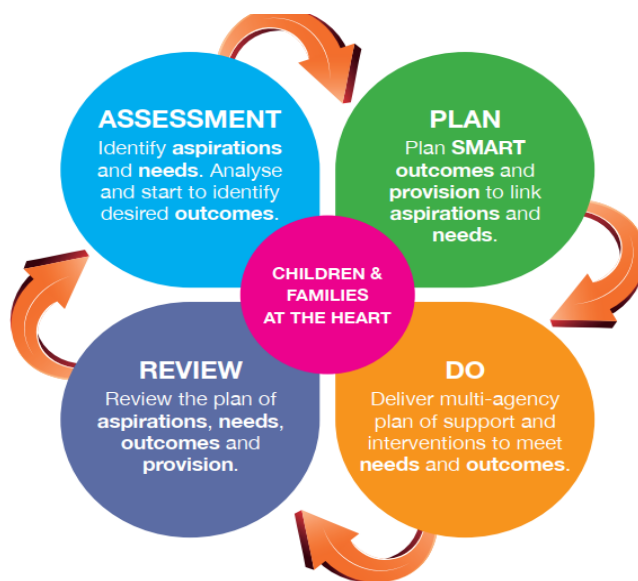 ASSESSMENT
Identify aspirations
and needs. Analyse
and start to identify
desired outcomes.
PLAN
Plan SMART
outcomes and
provision to link
aspirations and
needs.
CHILDREN &
FAMILIES
AT THE HEART
REVIEW
Review the plan of
aspirations, needs,
outcomes and
provision.
DO
Deliver multi-agency
plan of support and
interventions to meet
needs and outcomes.